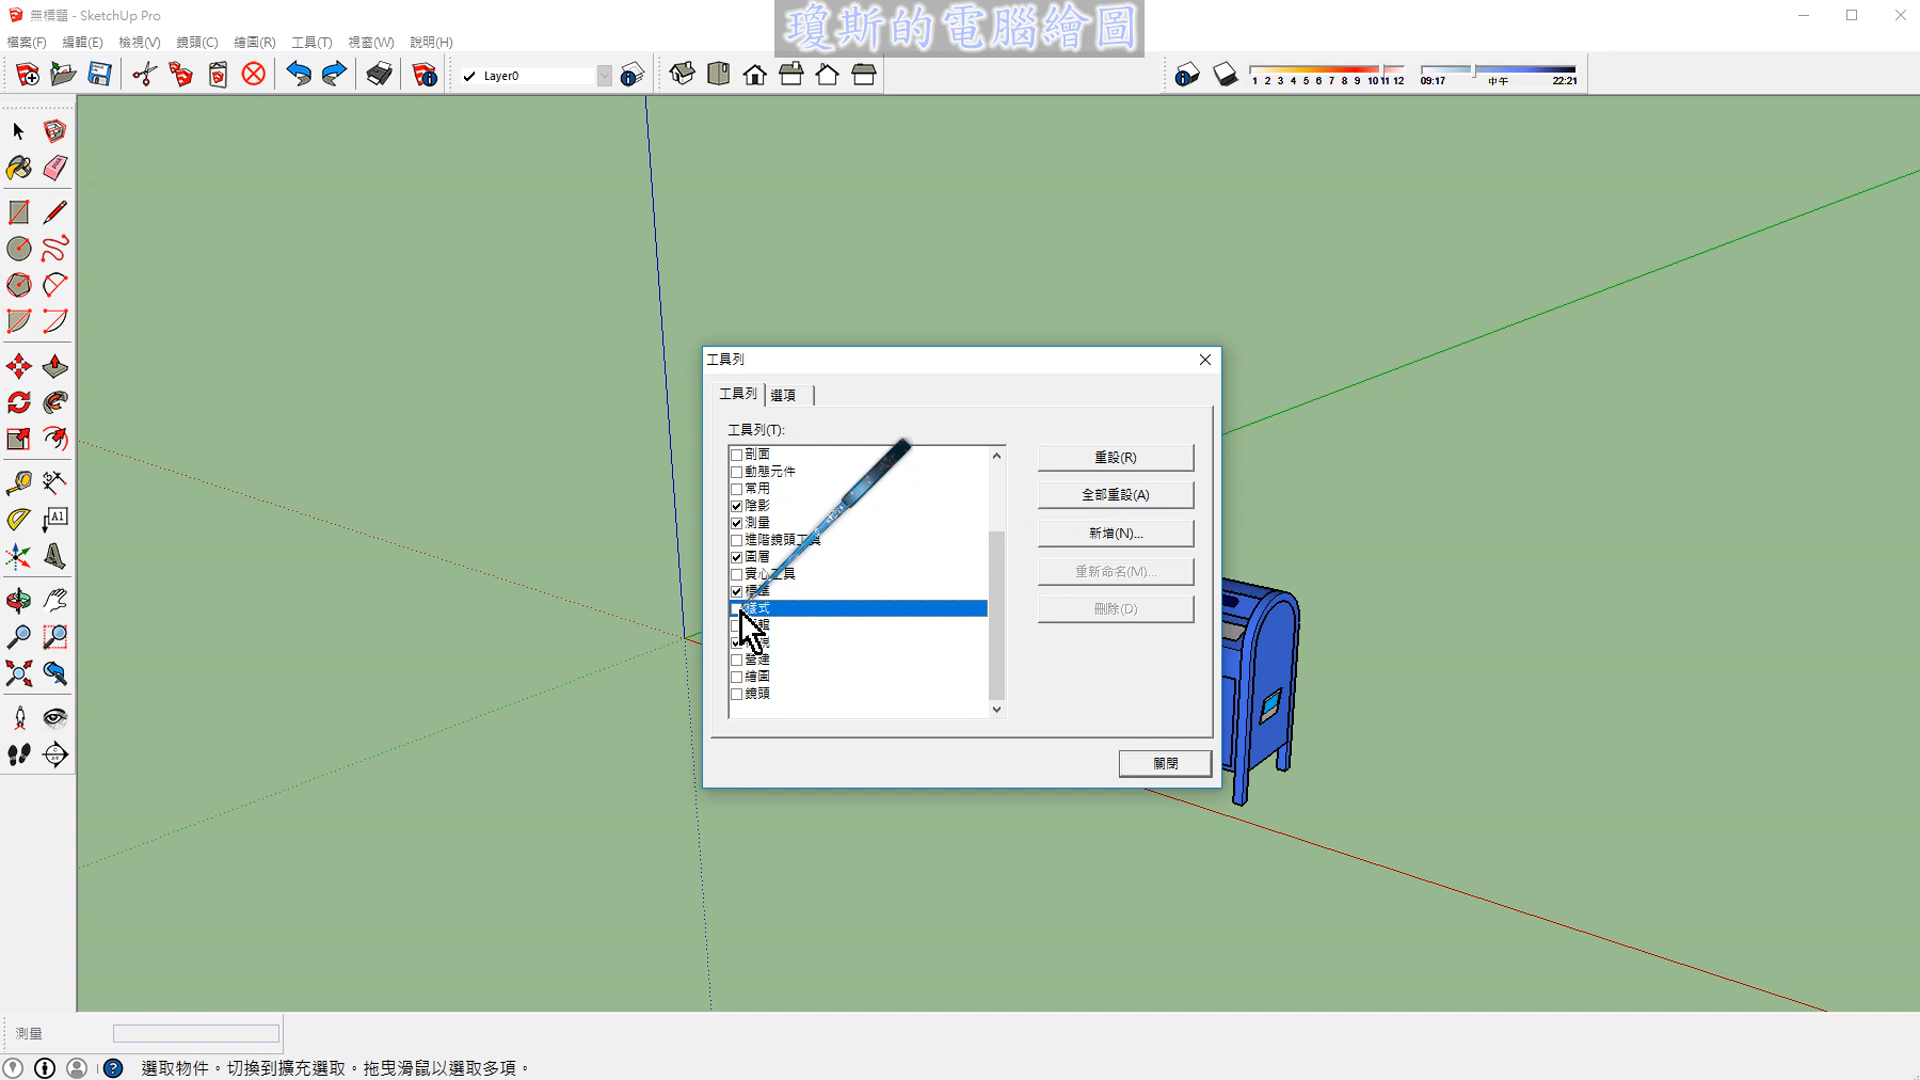 無標題 - SketchUp Pro
瓊斯的電腦繪圖
檔案(F) 編輯(E) 檢視(V) 鏡頭(C) 繪圖(R) 工具(T) 視窗(W) 說明(H)
Layer0
1 2 3 4 5 6 7 8 9 10 11 12
09:17 中午 22:21
工具列
工具列 選項
工具列(T):
剖面
動態元件
常用
陰影
測量
進階鏡頭工具
圖層
實心工具
標準
樣式
營建
繪圖
鏡頭
重設(R)
全部重設(A)
新增(N)...
重新命名(M)...
刪除(D)
關閉
A1
測量
選取物件。切換到擴充選取。拖曳滑鼠以選取多項。